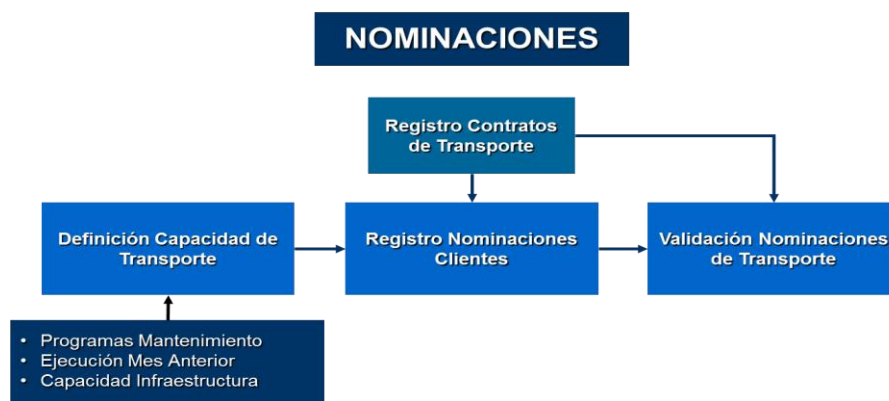 NOMINACIONES
Registro Contratos
de Transporte
Definición Capacidad de
Transporte
Registro Nominaciones
Clientes
Validación Nominaciones
de Transporte
• Programas Mantenimiento
• Ejecución Mes Anterior
• Capacidad Infraestructura